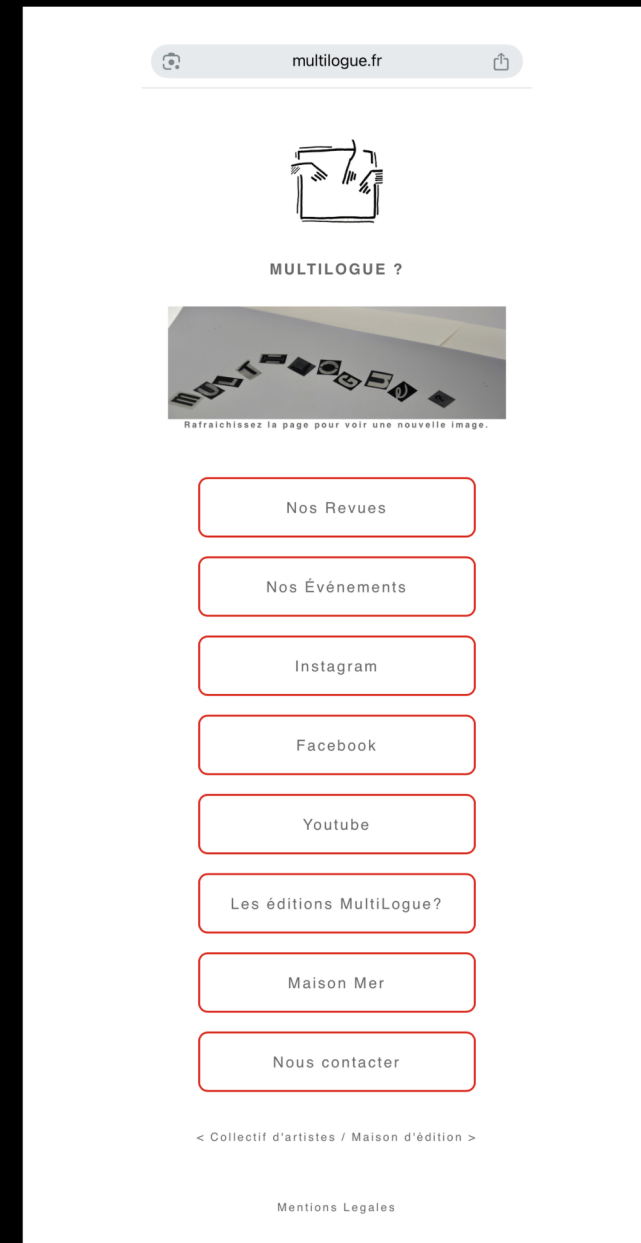 multilogue.fr
MULTILOGUE ?
MULTILOGUE?
Rafraichissez la page pour voir une nouvelle image.
Nos Revues
Nos Événements
Instagram
Facebook
Youtube
Les éditions MultiLogue?
Maison Mer
Nous contacter
< Collectif d'artistes / Maison d'édition >
Mentions Legales